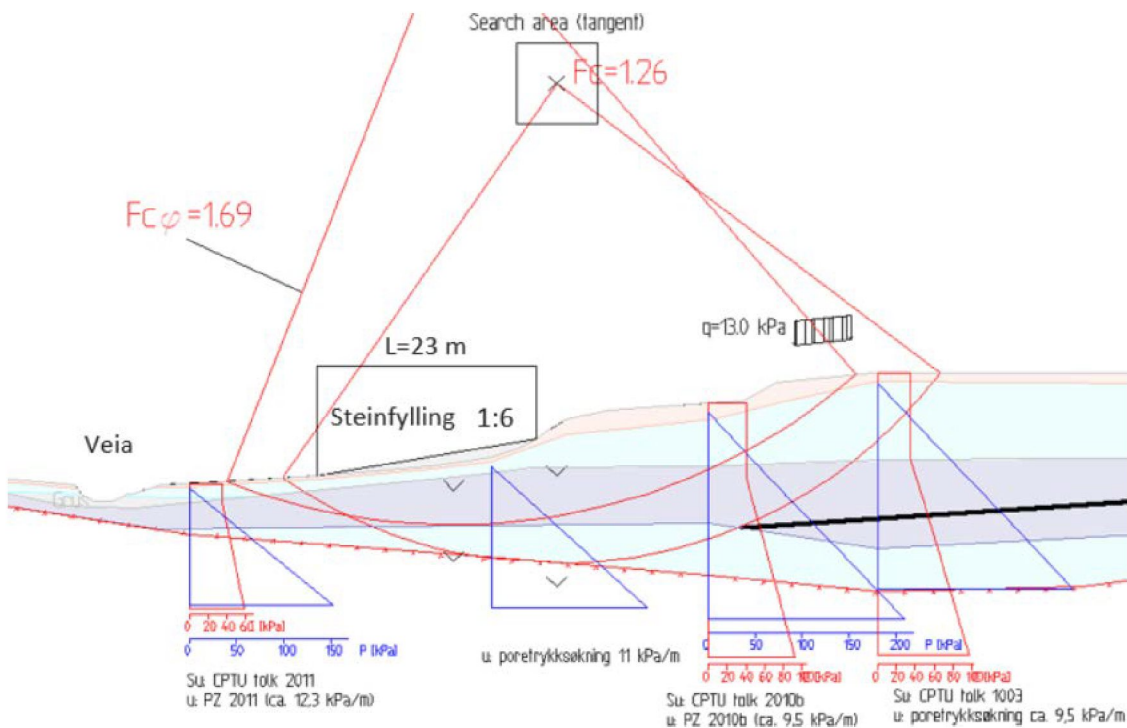 Search area (tangent)
Fc=1.26
Fcφ=1.69
q=13.0 kPa
L=23 m
Steinfylling 1:6
Veia
Grus
0 20 40 60 [kPa]
0 50 100 150 P [kPa]
Su: CPTU tolk 2011
u: PZ 2011 (ca. 12,3 kPa/m)
u: poretrykksøkning 11 kPa/m
0 50 100 150 200 P [kPa]
0 20 40 60 80 100 [kPa]
0 20 40 60 80 100 [kPa]
Su: CPTU tolk 2010b
u: PZ 2010b (ca. 9,5 kPa/m)
Su: CPTU tolk 1003
u: poretrykksøkning ca. 9,5 kPa/m